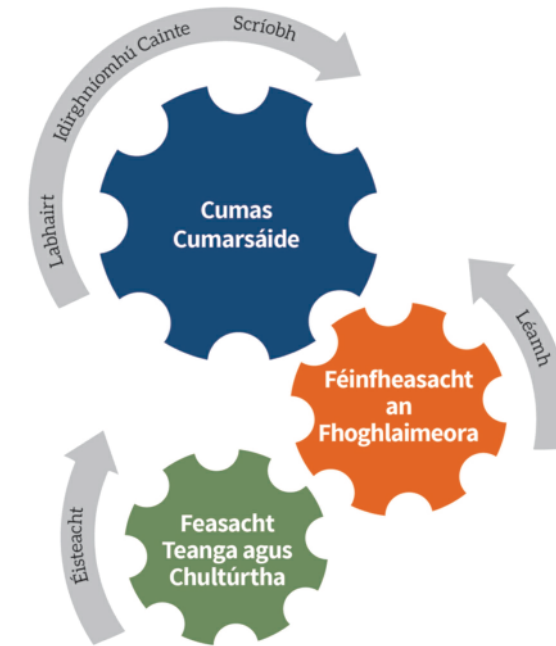 Scríobh
Idirghníomhú Cainte
Labhairt
Cumas
Cumarsáide
Léamh
Féinfheasacht
an
Fhoghlaimeora
Éisteacht
Feasacht
Teanga agus
Chultúrtha